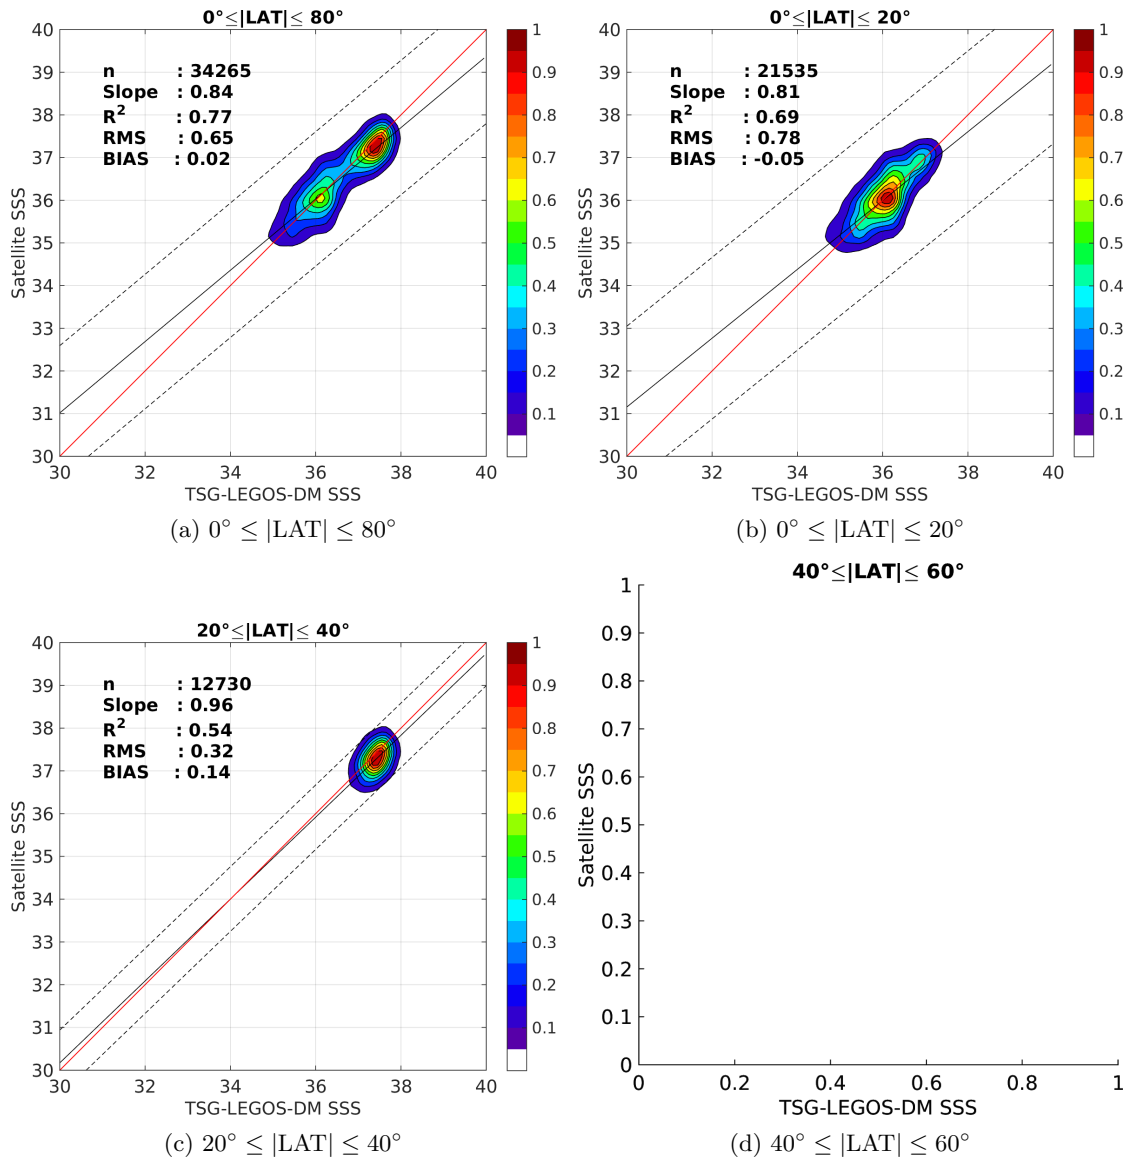 0°≤|LAT|≤ 80°
n : 34265
Slope : 0.84
R2 : 0.77
RMS : 0.65
BIAS : 0.02
40
39
38
37
36
35
34
33
32
31
30
Satellite SSS
30 32 34 36 38 40
TSG-LEGOS-DM SSS
1
0.9
0.8
0.7
0.6
0.5
0.4
0.3
0.2
0.1
(a) 0° ≤ |LAT| ≤ 80°
0°≤|LAT|≤ 20°
n : 21535
Slope : 0.81
R2 : 0.69
RMS : 0.78
BIAS : -0.05
40
39
38
37
36
35
34
33
32
31
30
Satellite SSS
30 32 34 36 38 40
TSG-LEGOS-DM SSS
1
0.9
0.8
0.7
0.6
0.5
0.4
0.3
0.2
0.1
(b) 0° ≤ |LAT| ≤ 20°
20°≤|LAT|≤ 40°
n : 12730
Slope : 0.96
R2 : 0.54
RMS : 0.32
BIAS : 0.14
40
39
38
37
36
35
34
33
32
31
30
Satellite SSS
30 32 34 36 38 40
TSG-LEGOS-DM SSS
1
0.9
0.8
0.7
0.6
0.5
0.4
0.3
0.2
0.1
(c) 20° ≤ |LAT| ≤ 40°
40°≤|LAT|≤ 60°
1
0.9
0.8
0.7
0.6
0.5
0.4
0.3
0.2
0.1
0
Satellite SSS
0 0.2 0.4 0.6 0.8 1
TSG-LEGOS-DM SSS
(d) 40° ≤ |LAT| ≤ 60°